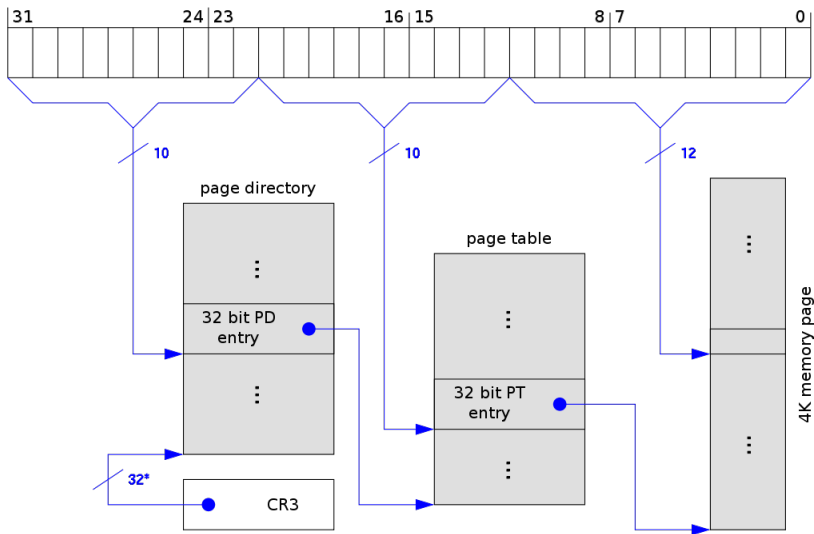 31 24 23 16 15 8 7 0
10 10 12
page directory
page table
...
32 bit PD
entry
...
...
32 bit PT
entry
...
...
...
4K memory page
32*
CR3